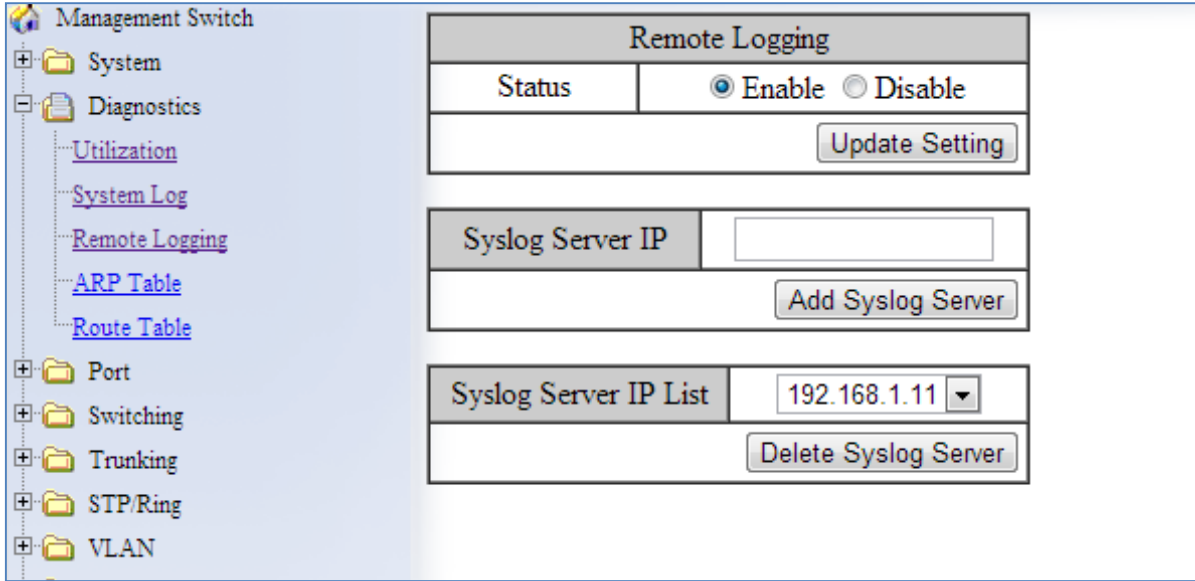 Management Switch
System
Diagnostics
Utilization
System Log
Remote Logging
ARP Table
Route Table
Port
Switching
Trunking
STP/Ring
VLAN
Remote Logging
Status Enable Disable
Update Setting
Syslog Server IP
Add Syslog Server
Syslog Server IP List 192.168.1.11
Delete Syslog Server